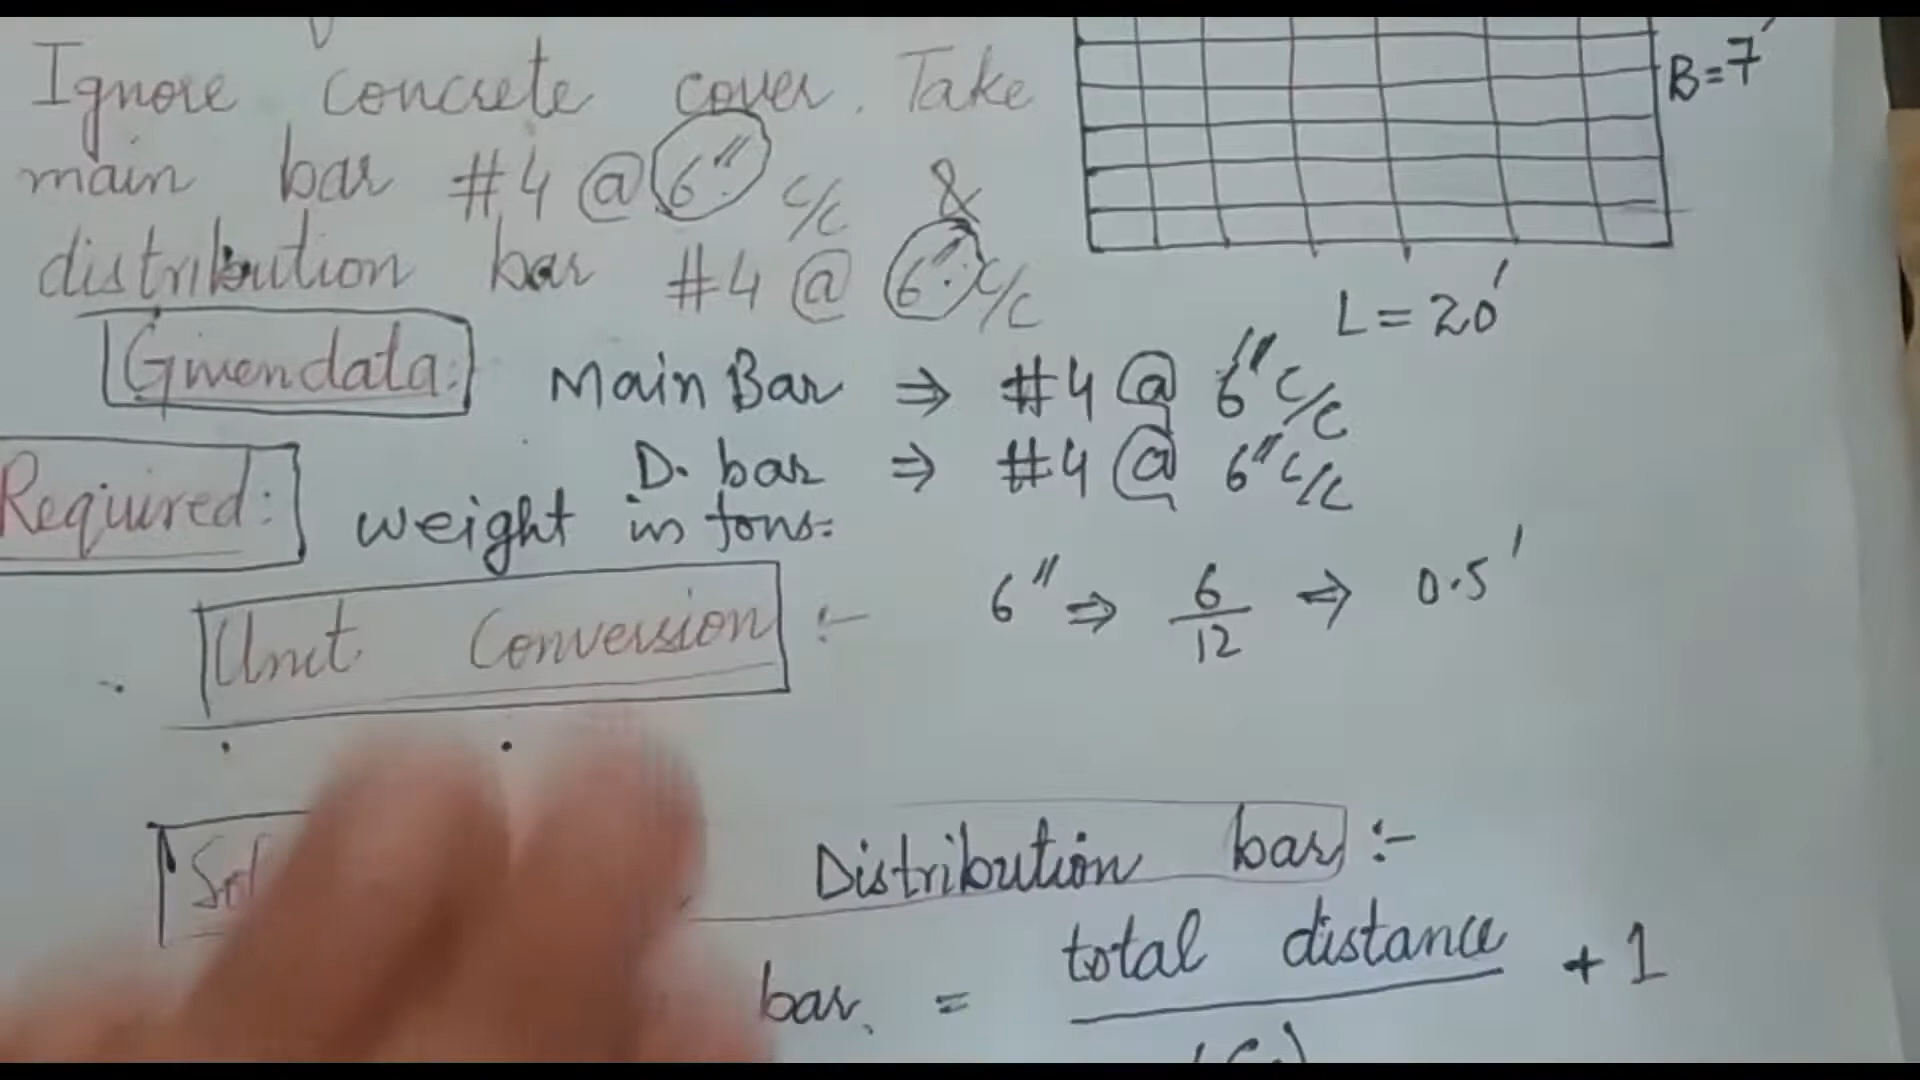 Ignore concrete cover. Take
main bar #4 @ 6" c/c &
distribution bar #4 @ 6" c/c
B=7'
L=20'
Given data:
Main Bar ⇒ #4 @ 6" c/c
D. bar ⇒ #4 @ 6" c/c
Required:
weight in tons:
Unit Conversion :-
6" ⇒ 6/12 ⇒ 0.5'
Distribution bar :-
bar. = total distance + 1